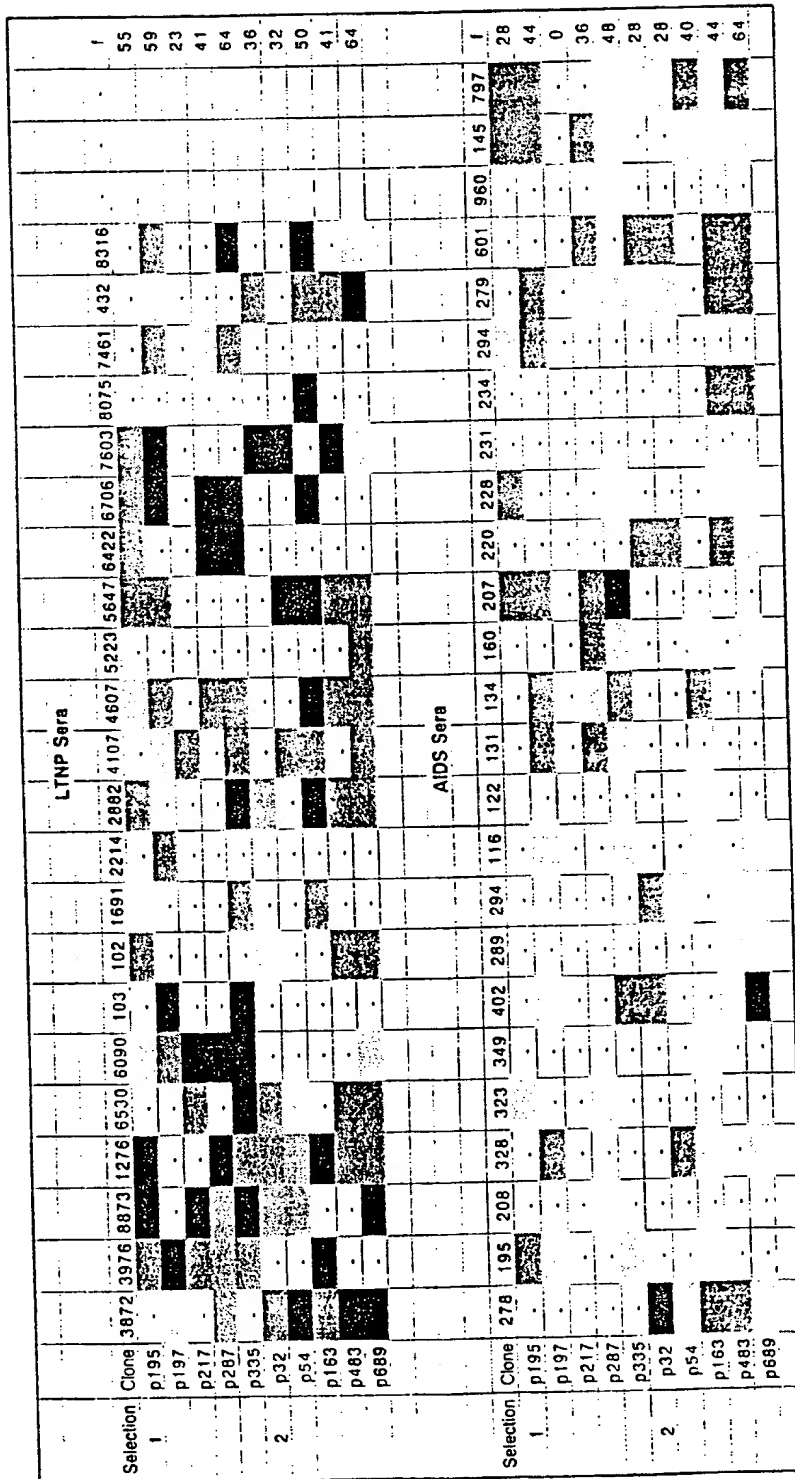 LTNP Sera
Selection Clone 3872 3976 8873 1276 6530 6090 103 102 1691 2214 2882 4107 4607 5223 5647 6422 6706 7603 8075 7461 432 8316 f
1 p195 55
p197 59
p217 23
p287 41
p335 64
2 p32 36
p54 32
p163 50
p483 41
p689 64
AIDS Sera
Selection Clone 278 195 208 328 323 349 402 289 294 116 122 131 134 160 207 220 228 231 234 294 279 601 960 145 797 f
1 p195 28
p197 44
p217 0
p287 36
p335 48
2 p32 28
p54 28
p163 40
p483 44
p689 64